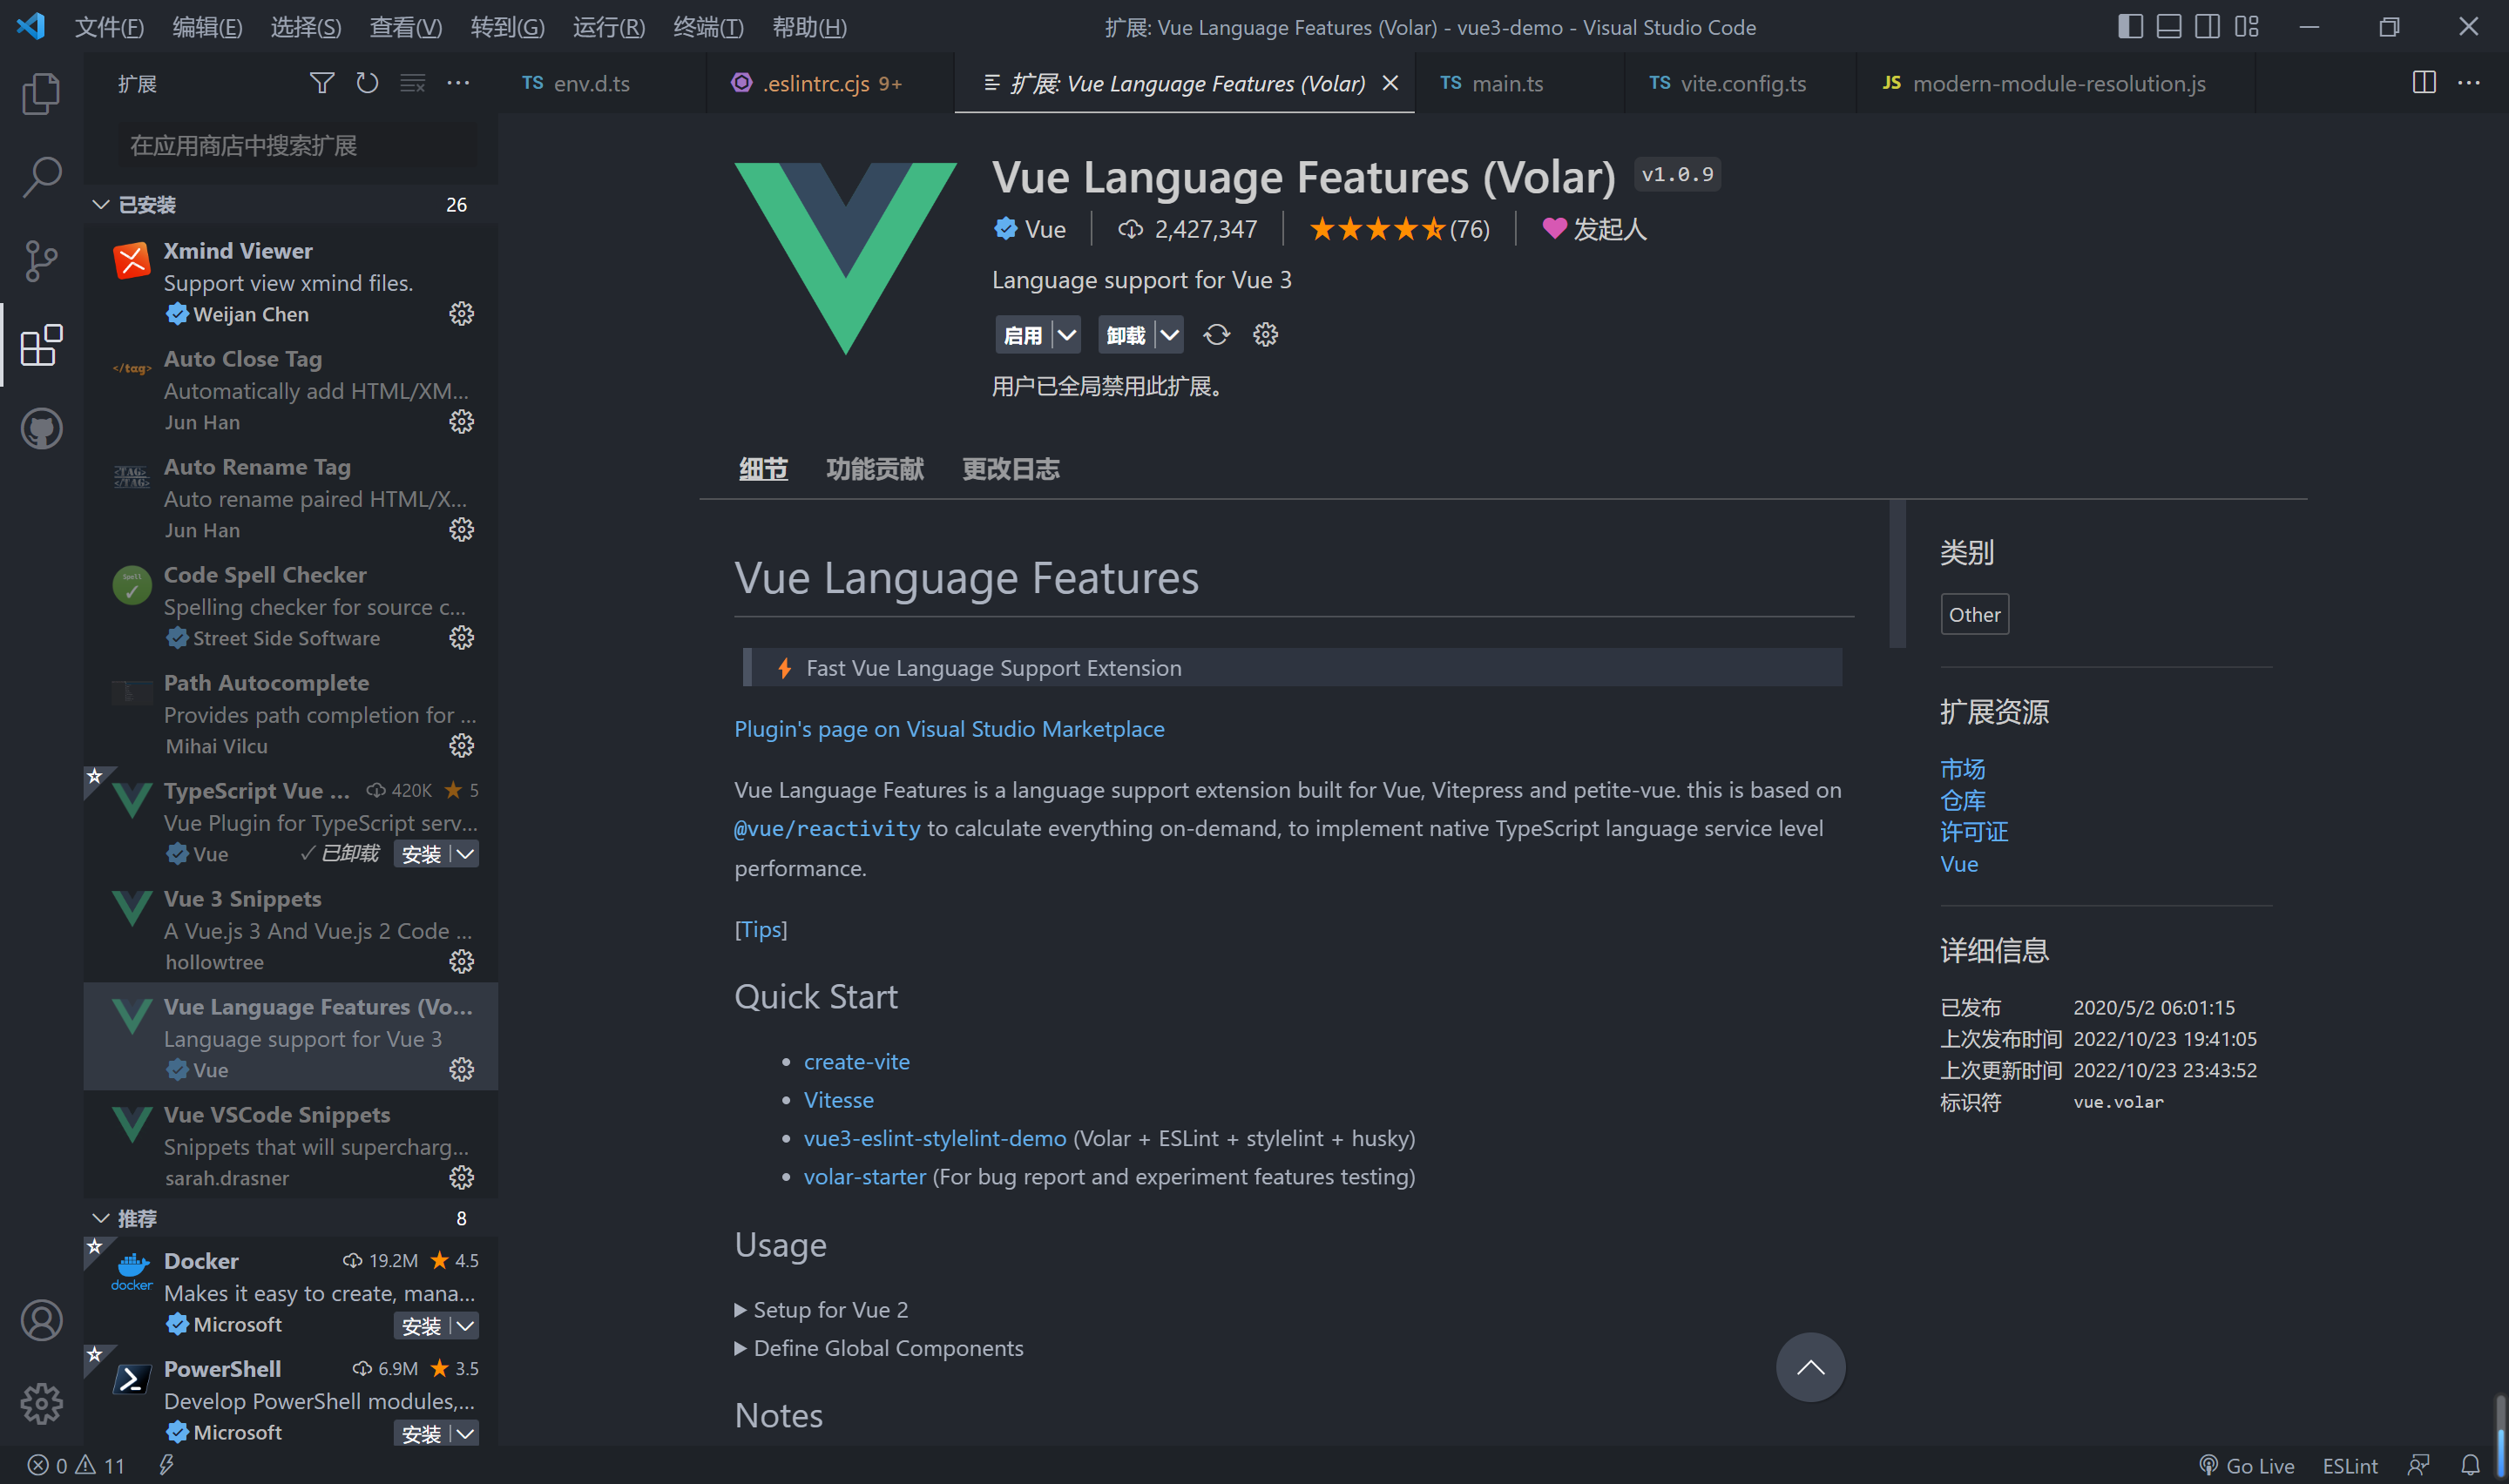 文件(F) 编辑(E) 选择(S) 查看(V) 转到(G) 运行(R) 终端(T) 帮助(H)
扩展: Vue Language Features (Volar) - vue3-demo - Visual Studio Code
扩展
在应用商店中搜索扩展
已安装 26
Xmind Viewer
Support view xmind files.
Weijan Chen
</tag>
Auto Close Tag
Automatically add HTML/XM...
Jun Han
<TAG>
</TAG>
Auto Rename Tag
Auto rename paired HTML/X...
Jun Han
Spell
Code Spell Checker
Spelling checker for source c...
Street Side Software
Path Autocomplete
Provides path completion for ...
Mihai Vilcu
TypeScript Vue ... 420K 5
Vue Plugin for TypeScript serv...
Vue ✓已卸载 安装
Vue 3 Snippets
A Vue.js 3 And Vue.js 2 Code ...
hollowtree
Vue Language Features (Vo...
Language support for Vue 3
Vue
Vue VSCode Snippets
Snippets that will supercharg...
sarah.drasner
推荐 8
docker
Docker 19.2M 4.5
Makes it easy to create, mana...
Microsoft 安装
PowerShell 6.9M 3.5
Develop PowerShell modules,...
Microsoft 安装
TS env.d.ts
.eslintrc.cjs 9+
扩展: Vue Language Features (Volar)
TS main.ts
TS vite.config.ts
JS modern-module-resolution.js
Vue Language Features (Volar) v1.0.9
Vue 2,427,347 (76) 发起人
Language support for Vue 3
启用 卸载
用户已全局禁用此扩展。
细节 功能贡献 更改日志
Vue Language Features
Fast Vue Language Support Extension
Plugin's page on Visual Studio Marketplace
Vue Language Features is a language support extension built for Vue, Vitepress and petite-vue. this is based on
@vue/reactivity to calculate everything on-demand, to implement native TypeScript language service level
performance.
[Tips]
Quick Start
• create-vite
• Vitesse
• vue3-eslint-stylelint-demo (Volar + ESLint + stylelint + husky)
• volar-starter (For bug report and experiment features testing)
Usage
Setup for Vue 2
Define Global Components
Notes
类别
Other
扩展资源
市场
仓库
许可证
Vue
详细信息
已发布 2020/5/2 06:01:15
上次发布时间 2022/10/23 19:41:05
上次更新时间 2022/10/23 23:43:52
标识符 vue.volar
0 11
Go Live ESLint